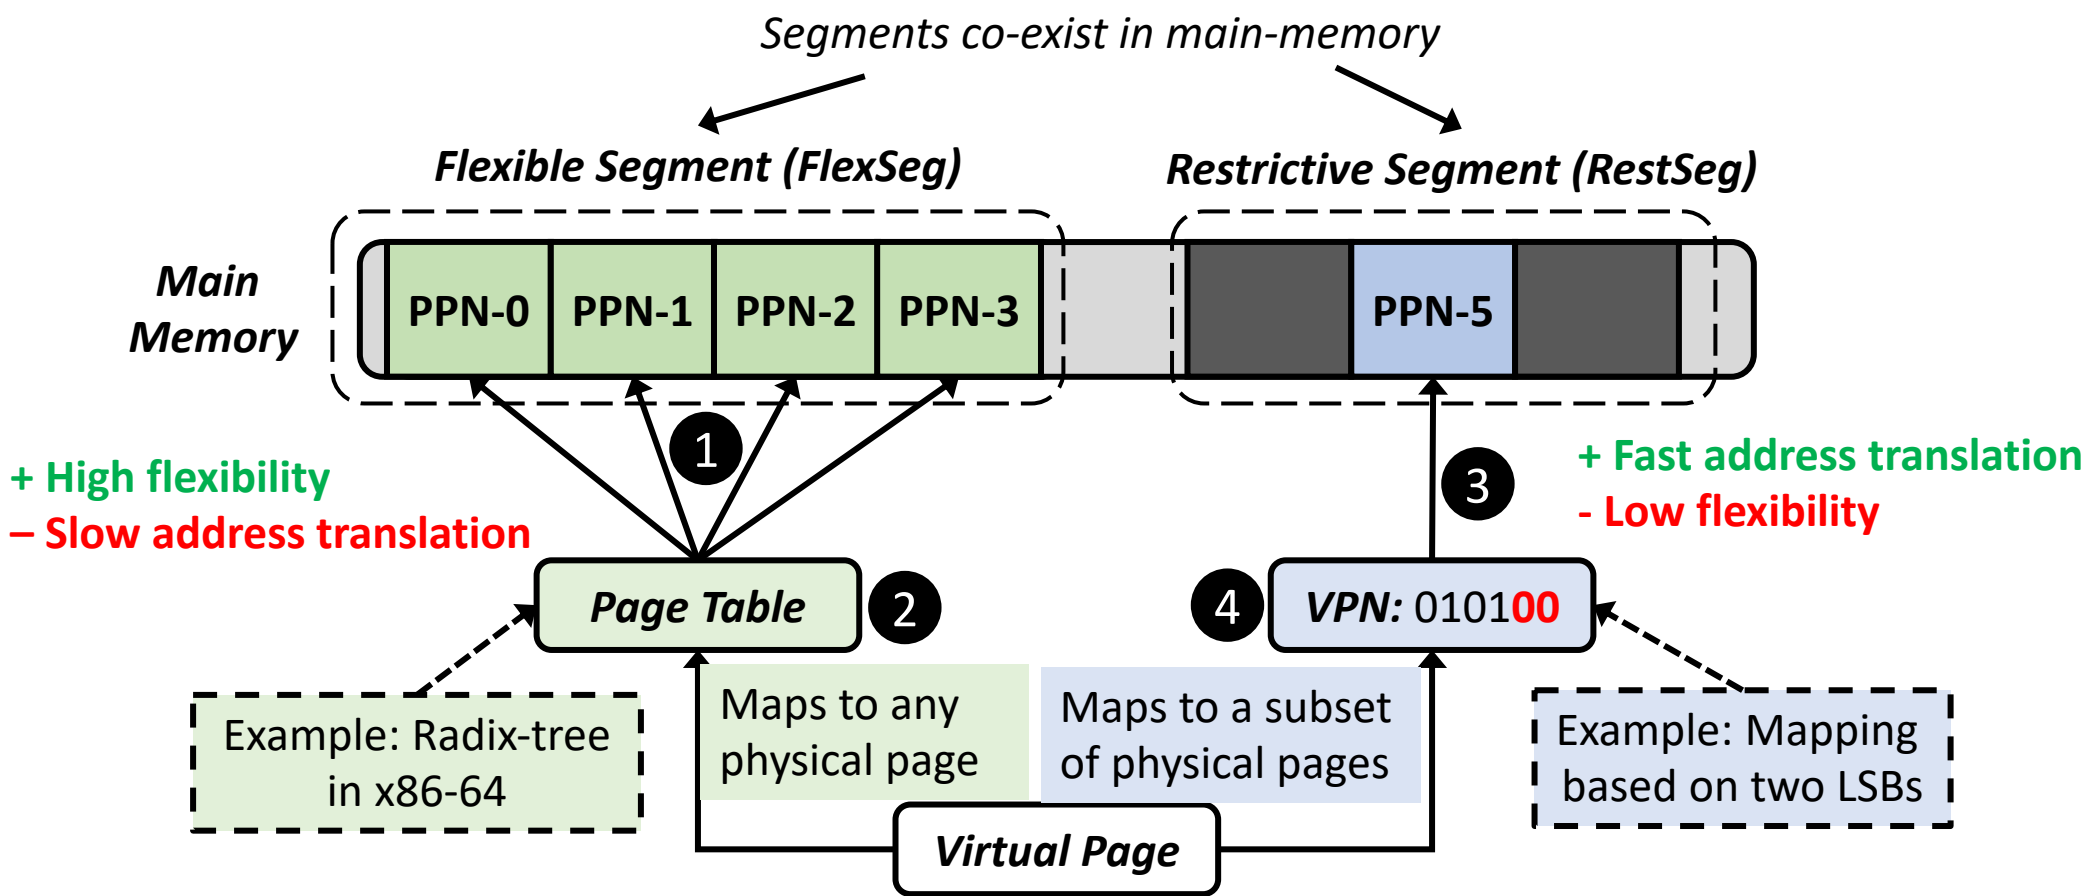 Segments co-exist in main-memory
Flexible Segment (FlexSeg)
Restrictive Segment (RestSeg)
Main
Memory
PPN-0
PPN-1
PPN-2
PPN-3
PPN-5
1
3
+ High flexibility
– Slow address translation
+ Fast address translation
- Low flexibility
Page Table
2
4
VPN: 010100
Example: Radix-tree
in x86-64
Maps to any
physical page
Maps to a subset
of physical pages
Example: Mapping
based on two LSBs
Virtual Page